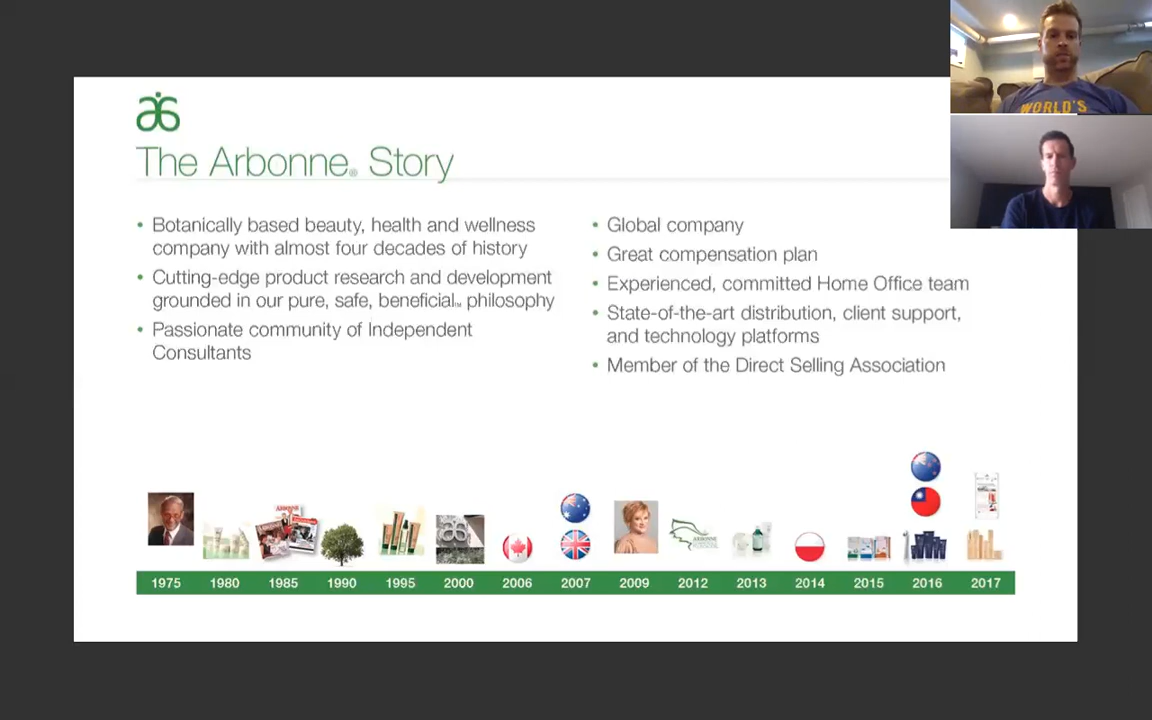 WORLD'S
The Arbonne® Story
• Botanically based beauty, health and wellness
company with almost four decades of history
• Cutting-edge product research and development
grounded in our pure, safe, beneficial™ philosophy
• Passionate community of Independent
Consultants
• Global company
• Great compensation plan
• Experienced, committed Home Office team
• State-of-the-art distribution, client support,
and technology platforms
• Member of the Direct Selling Association
1975 1980 1985 1990 1995 2000 2006 2007 2009 2012 2013 2014 2015 2016 2017